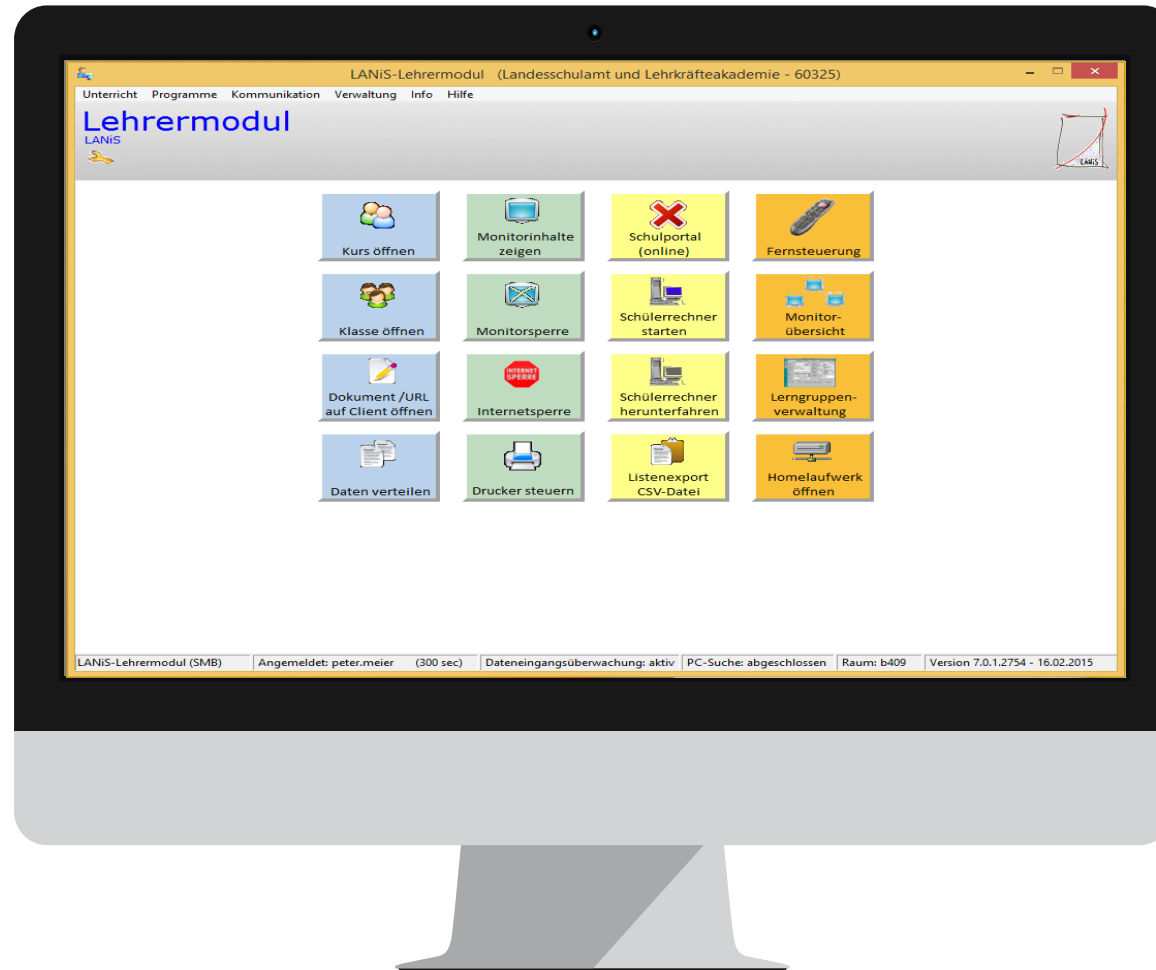 LANiS-Lehrermodul (Landesschulamt und Lehrkräfteakademie - 60325)
Unterricht Programme Kommunikation Verwaltung Info Hilfe
Lehrermodul
LANiS
LANiS
Kurs öffnen
Monitorinhalte
zeigen
Schulportal
(online)
Fernsteuerung
Klasse öffnen
Monitorsperre
Schülerrechner
starten
Monitor-
übersicht
Dokument /URL
auf Client öffnen
INTERNET
SPERRE
Internetsperre
Schülerrechner
herunterfahren
Lerngruppen-
verwaltung
Daten verteilen
Drucker steuern
Listenexport
CSV-Datei
Homelaufwerk
öffnen
LANiS-Lehrermodul (SMB) Angemeldet: peter.meier (300 sec) Dateneingangsüberwachung: aktiv PC-Suche: abgeschlossen Raum: b409 Version 7.0.1.2754 - 16.02.2015